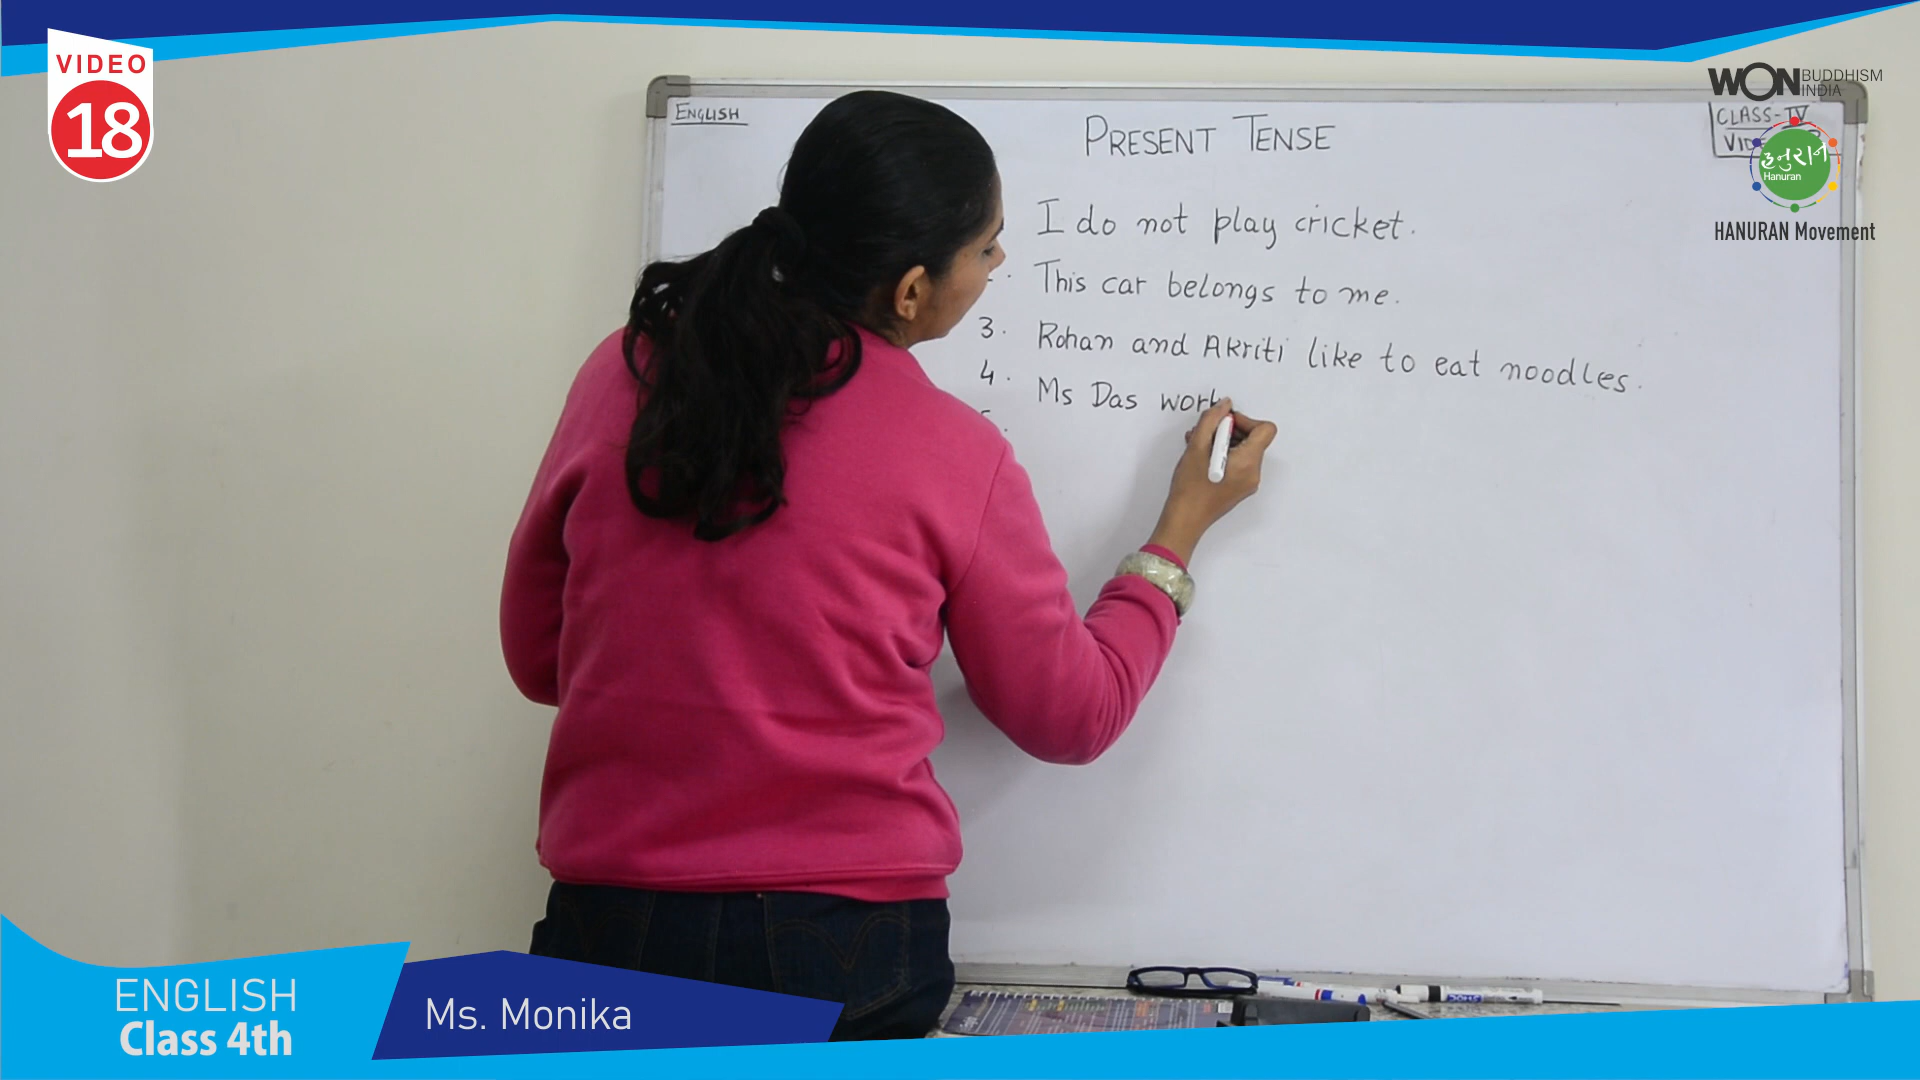 VIDEO
18
WON BUDDHISM INDIA
ENGLISH
PRESENT TENSE
CLASS-IV
हनुरान
Hanuran
HANURAN Movement
I do not play cricket.
This car belongs to me.
3. Rohan and Akriti like to eat noodles.
4. Ms Das work
ENGLISH
Class 4th
Ms. Monika